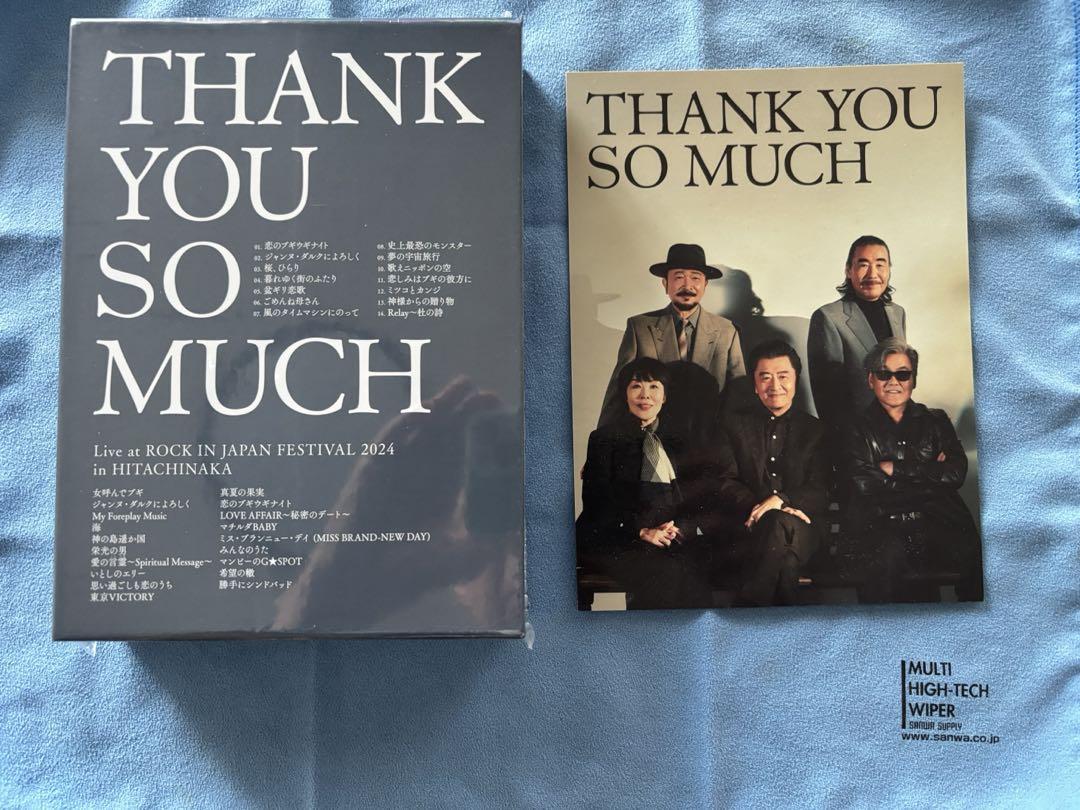 THANK
YOU
SO
MUCH
01. 恋のブギウギナイト
02. ジャンヌ・ダルクによろしく
03. 桜、ひらり
04. 暮れゆく街のふたり
05. 盆ギリ恋歌
06. ごめんね母さん
07. 風のタイムマシンにのって
08. 史上最恐のモンスター
09. 夢の宇宙旅行
10. 歌えニッポンの空
11. 悲しみはブギの彼方に
12. ミツコとカンジ
13. 神様からの贈り物
14. Relay〜杜の詩
Live at ROCK IN JAPAN FESTIVAL 2024
in HITACHINAKA
女呼んでブギ
ジャンヌ・ダルクによろしく
My Foreplay Music
海
神の島遥か国
栄光の男
愛の言霊〜Spiritual Message〜
いとしのエリー
思い過ごしも恋のうち
東京VICTORY
真夏の果実
恋のブギウギナイト
LOVE AFFAIR〜秘密のデート〜
マチルダBABY
ミス・ブランニュー・デイ (MISS BRAND-NEW DAY)
みんなのうた
マンピーのG★SPOT
希望の轍
勝手にシンドバッド
THANK YOU
SO MUCH
MULTI
HIGH-TECH
WIPER
SANWA SUPPLY
www.sanwa.co.jp